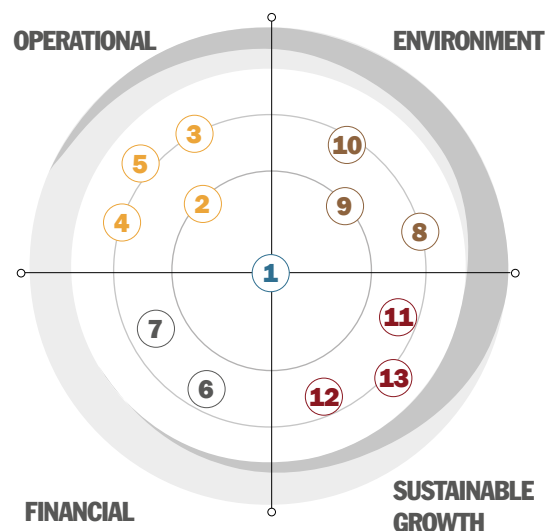 OPERATIONAL
ENVIRONMENT
3
10
5
2
9
4
8
1
11
7
13
6
12
SUSTAINABLE
GROWTH
FINANCIAL